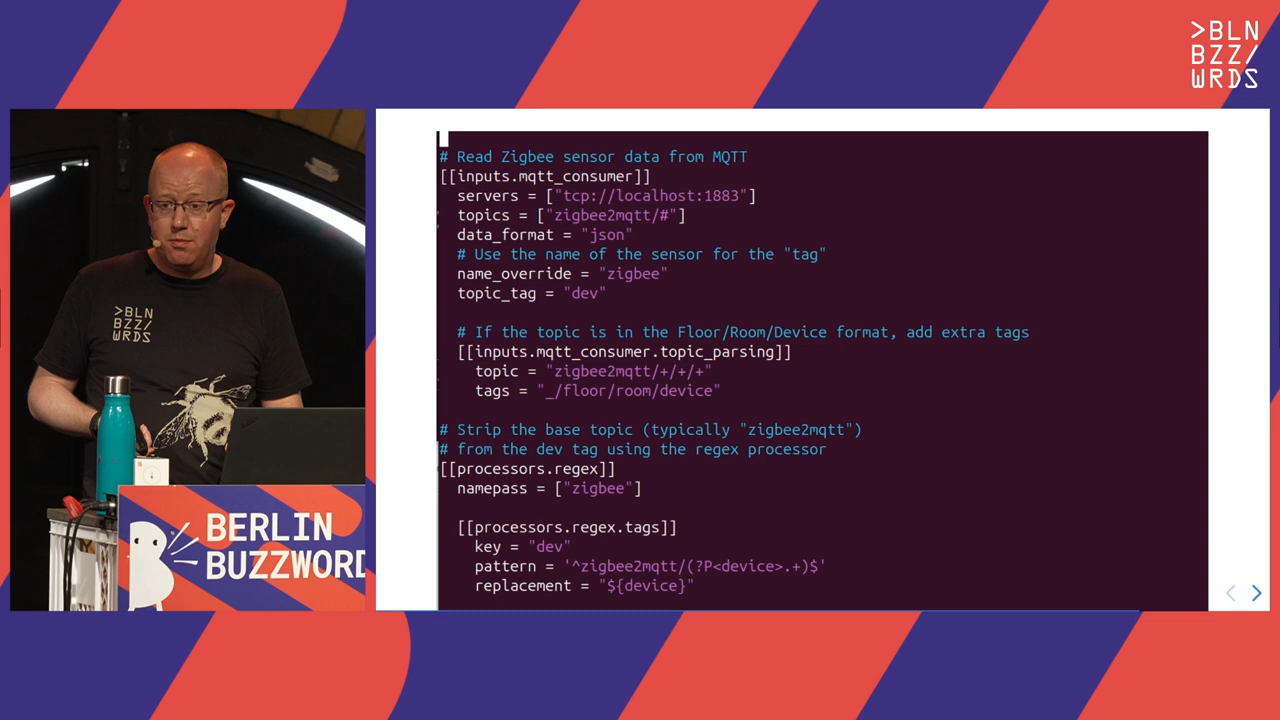 >BLN
BZZ/
WRDS
>BLN
BZZ/
WRDS
BERLIN
BUZZWORD
# Read Zigbee sensor data from MQTT
[[inputs.mqtt_consumer]]
servers = ["tcp://localhost:1883"]
topics = ["zigbee2mqtt/#"]
data_format = "json"
# Use the name of the sensor for the "tag"
name_override = "zigbee"
topic_tag = "dev"
# If the topic is in the Floor/Room/Device format, add extra tags
[[inputs.mqtt_consumer.topic_parsing]]
topic = "zigbee2mqtt/+/+/+"
tags = "_/floor/room/device"
# Strip the base topic (typically "zigbee2mqtt")
# from the dev tag using the regex processor
[[processors.regex]]
namepass = ["zigbee"]
[[processors.regex.tags]]
key = "dev"
pattern = '^zigbee2mqtt/(?P<device>.+)$'
replacement = "${device}"